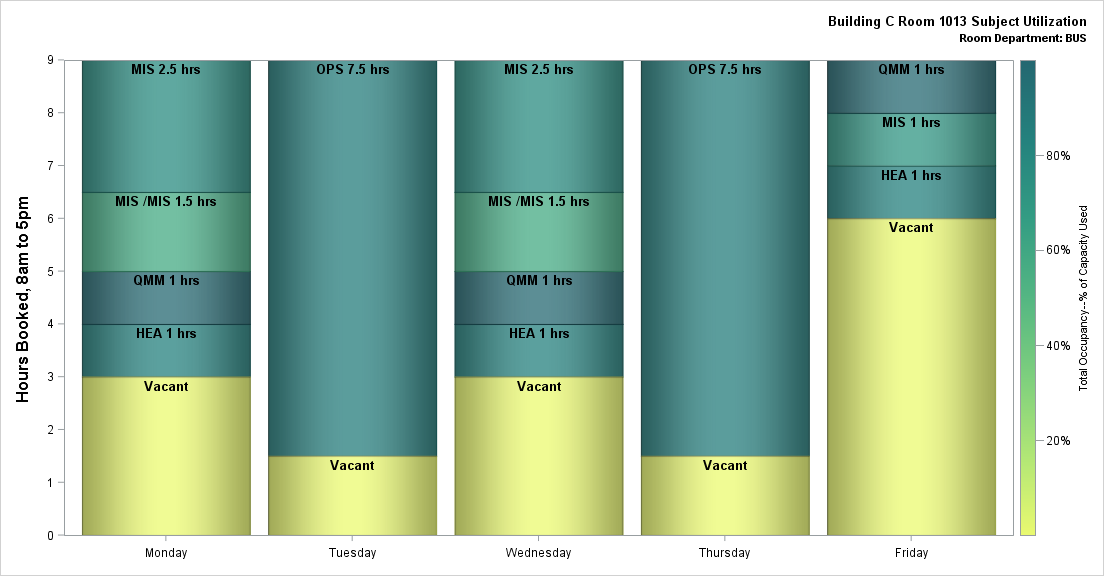 Building C Room 1013 Subject Utilization
Room Department: BUS
Hours Booked, 8am to 5pm
9
8
7
6
5
4
3
2
1
0
MIS 2.5 hrs
MIS /MIS 1.5 hrs
QMM 1 hrs
HEA 1 hrs
Vacant
OPS 7.5 hrs
Vacant
MIS 2.5 hrs
MIS /MIS 1.5 hrs
QMM 1 hrs
HEA 1 hrs
Vacant
OPS 7.5 hrs
Vacant
QMM 1 hrs
MIS 1 hrs
HEA 1 hrs
Vacant
Monday
Tuesday
Wednesday
Thursday
Friday
80%
60%
40%
20%
Total Occupancy--% of Capacity Used